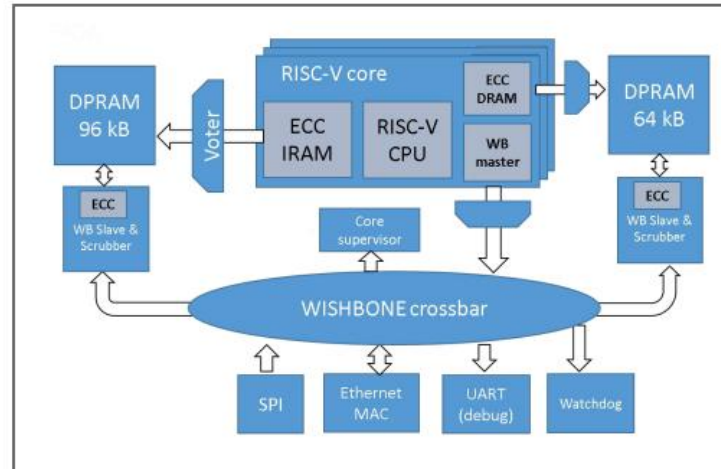 RISC-V core
ECC
DRAM
DPRAM
96 kB
Voter
ECC
IRAM
RISC-V
CPU
WB
master
DPRAM
64 kB
ECC
WB Slave &
Scrubber
Core
supervisor
ECC
WB Slave &
Scrubber
WISHBONE crossbar
SPI
Ethernet
MAC
UART
(debug)
Watchdog